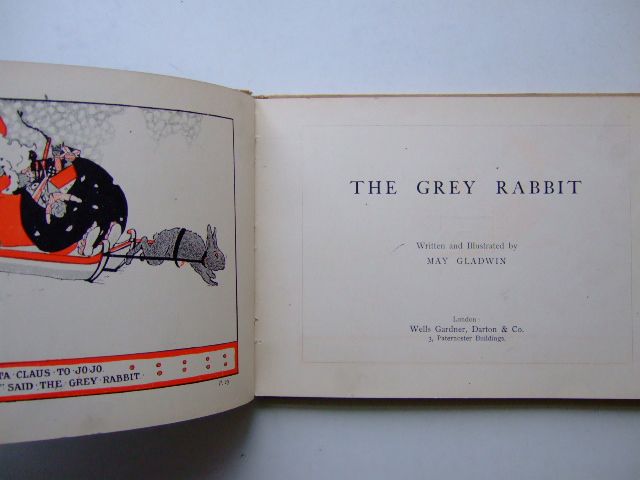 TA CLAUS · TO · JO JO
" SAID · THE · GREY · RABBIT ·
P. 25
THE GREY RABBIT
Written and Illustrated by
MAY GLADWIN
London:
Wells Gardner, Darton & Co.
3, Paternoster Buildings.